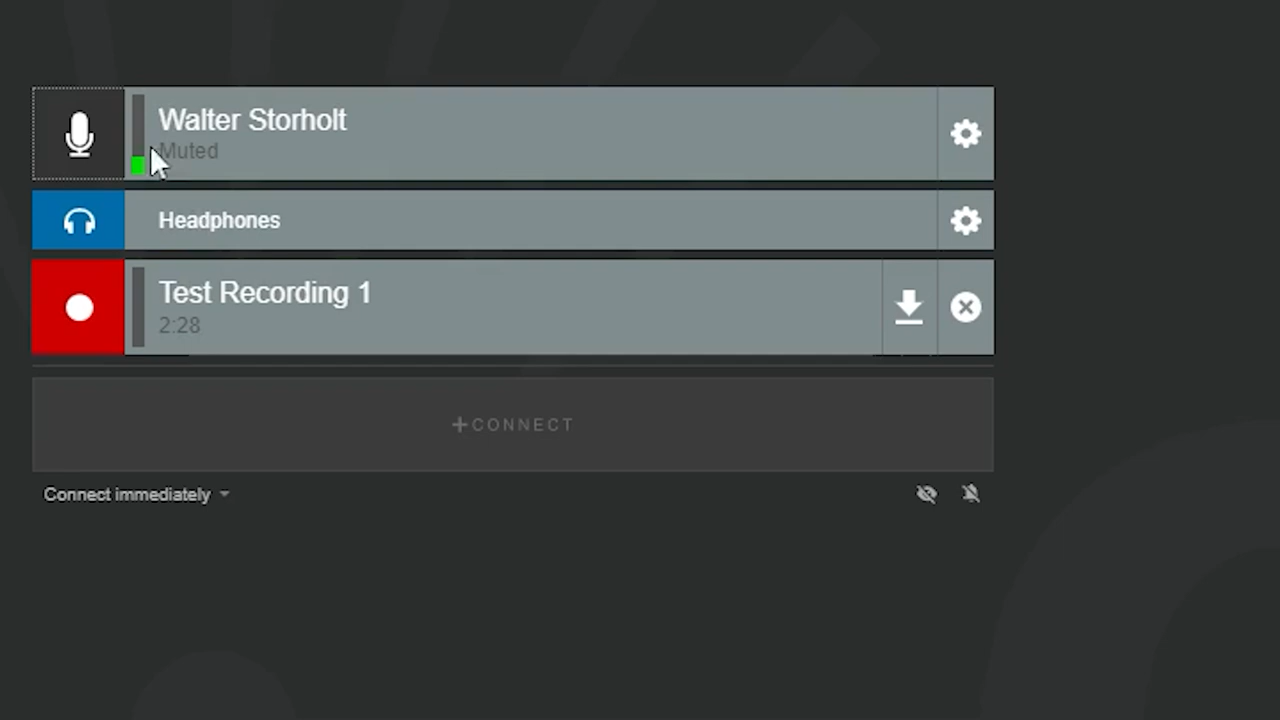 Walter Storholt
Muted
Headphones
Test Recording 1
2:28
+CONNECT
Connect immediately